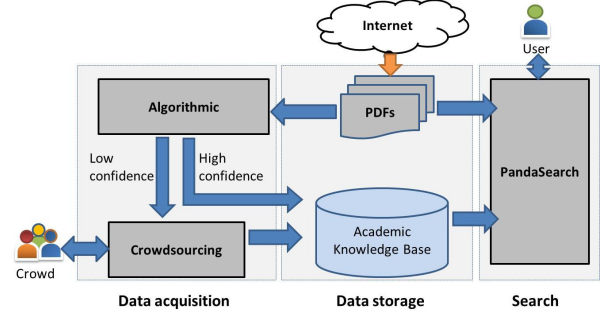 Internet
User
Algorithmic
PDFs
Low
confidence
High
confidence
PandaSearch
Academic
Knowledge Base
Crowdsourcing
Crowd
Data acquisition
Data storage
Search